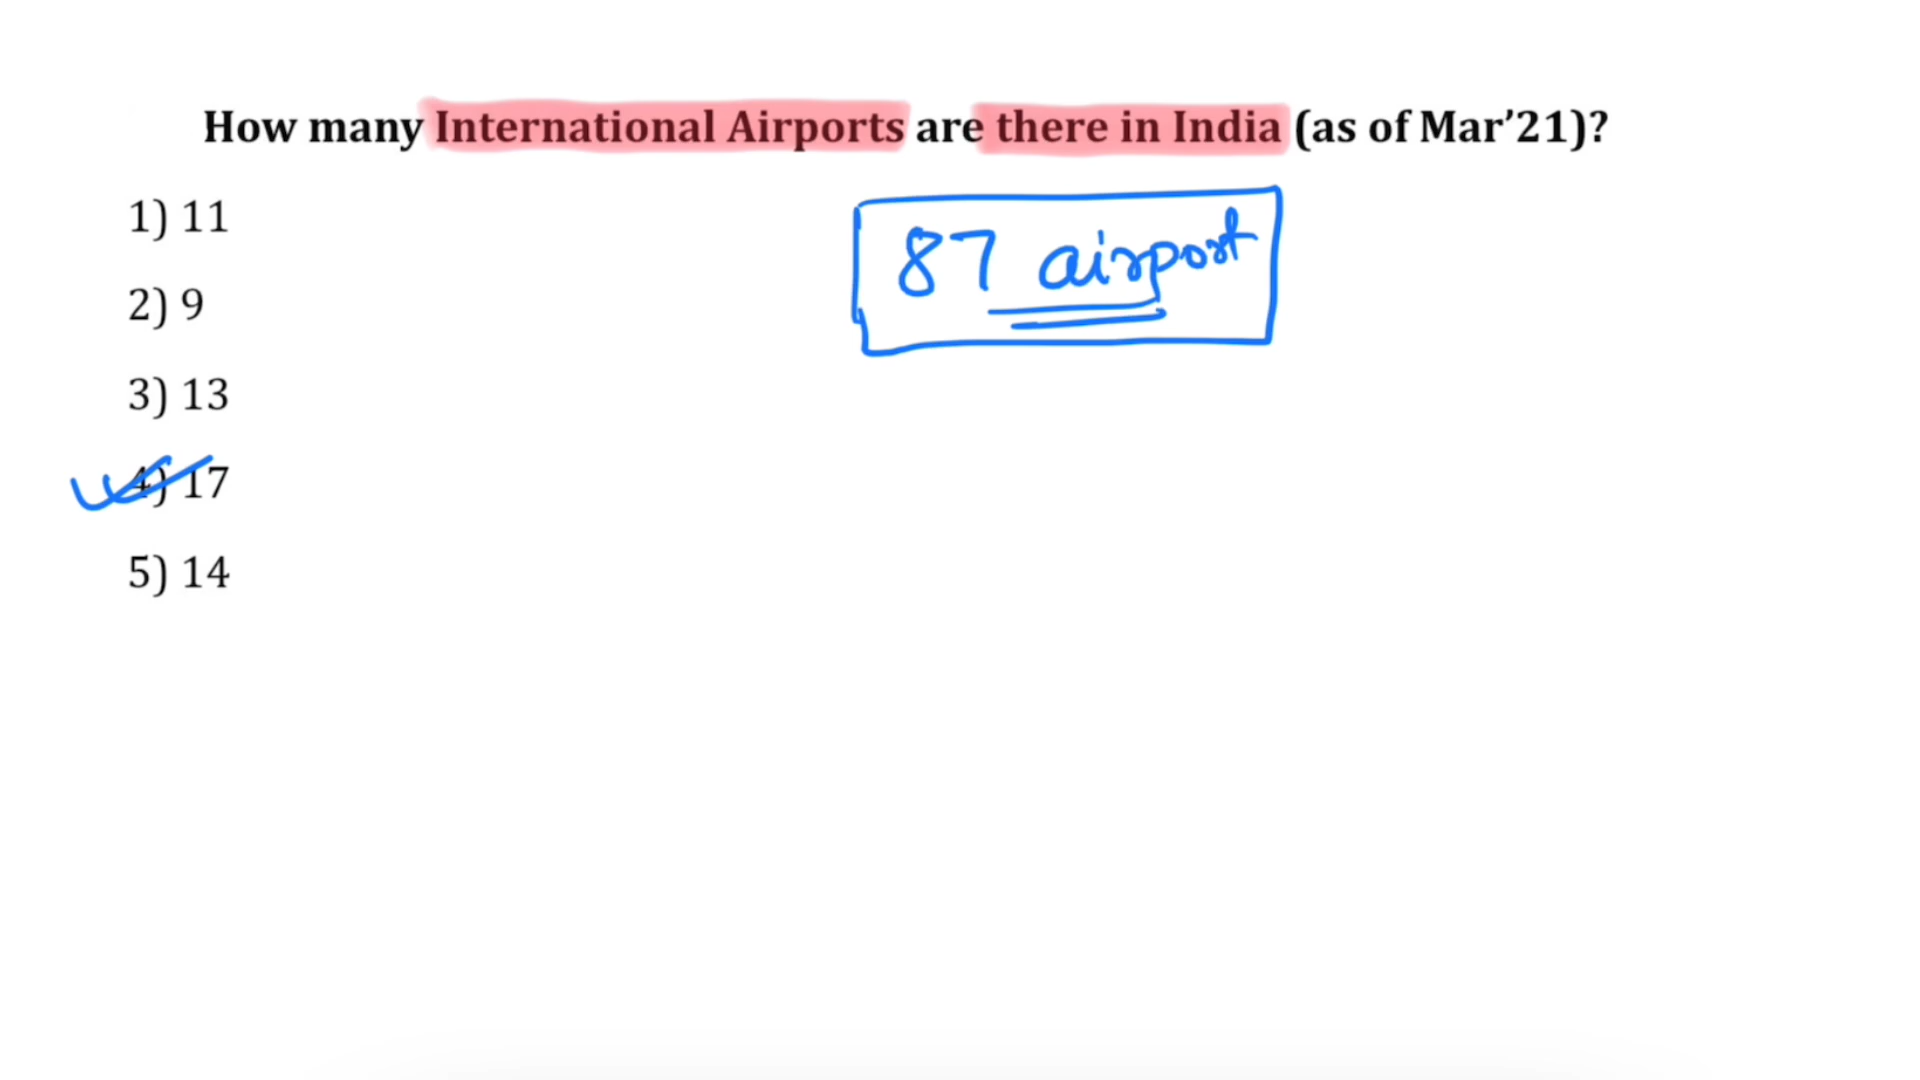 How many International Airports are there in India (as of Mar’21)?
1) 11
87 airport
2) 9
3) 13
4) 17
5) 14